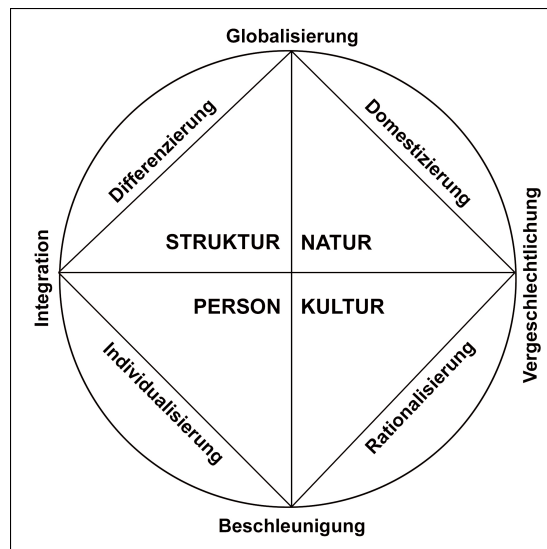 Globalisierung
Differenzierung
Domestizierung
STRUKTUR
NATUR
Integration
Vergeschlechtlichung
PERSON
KULTUR
Individualisierung
Rationalisierung
Beschleunigung